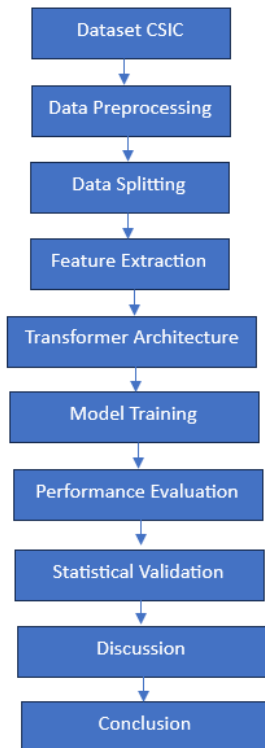 Dataset CSIC
Data Preprocessing
Data Splitting
Feature Extraction
Transformer Architecture
Model Training
Performance Evaluation
Statistical Validation
Discussion
Conclusion